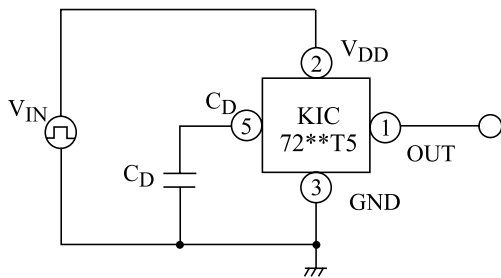 V_DD
2
V_IN
C_D
5
KIC
72**T5
1
OUT
C_D
3
GND